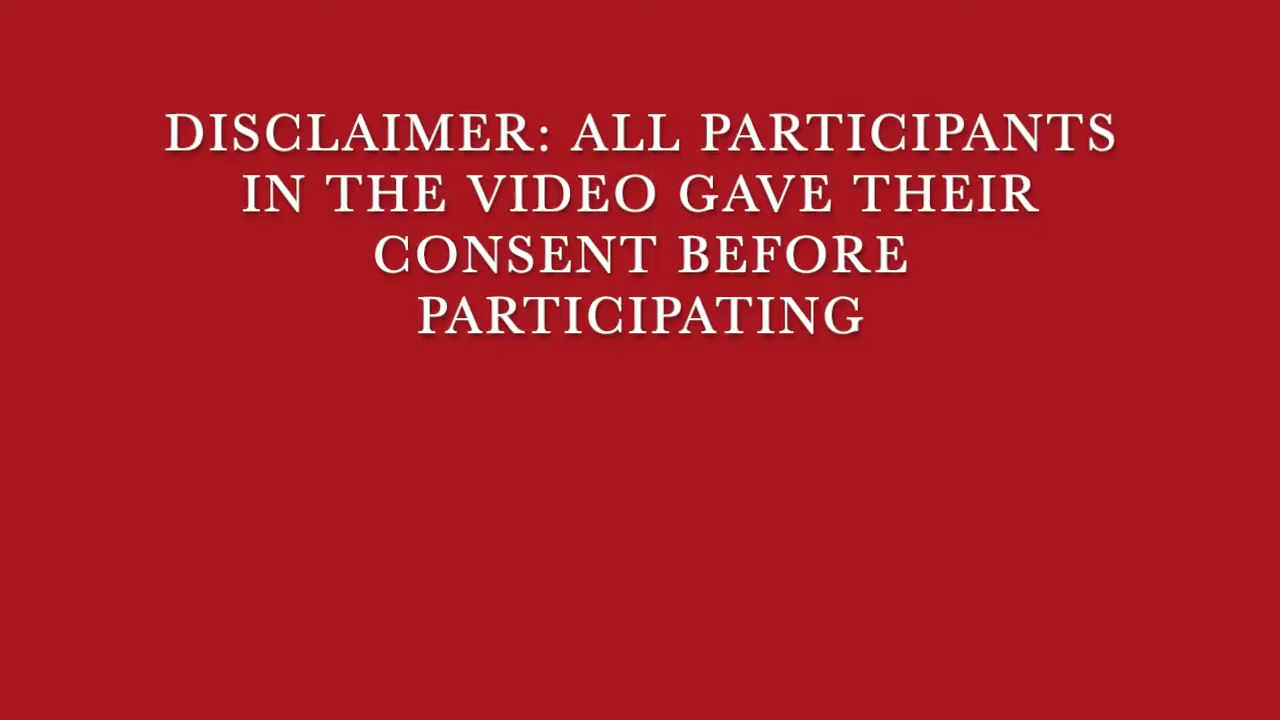 DISCLAIMER: ALL PARTICIPANTS
IN THE VIDEO GAVE THEIR
CONSENT BEFORE
PARTICIPATING